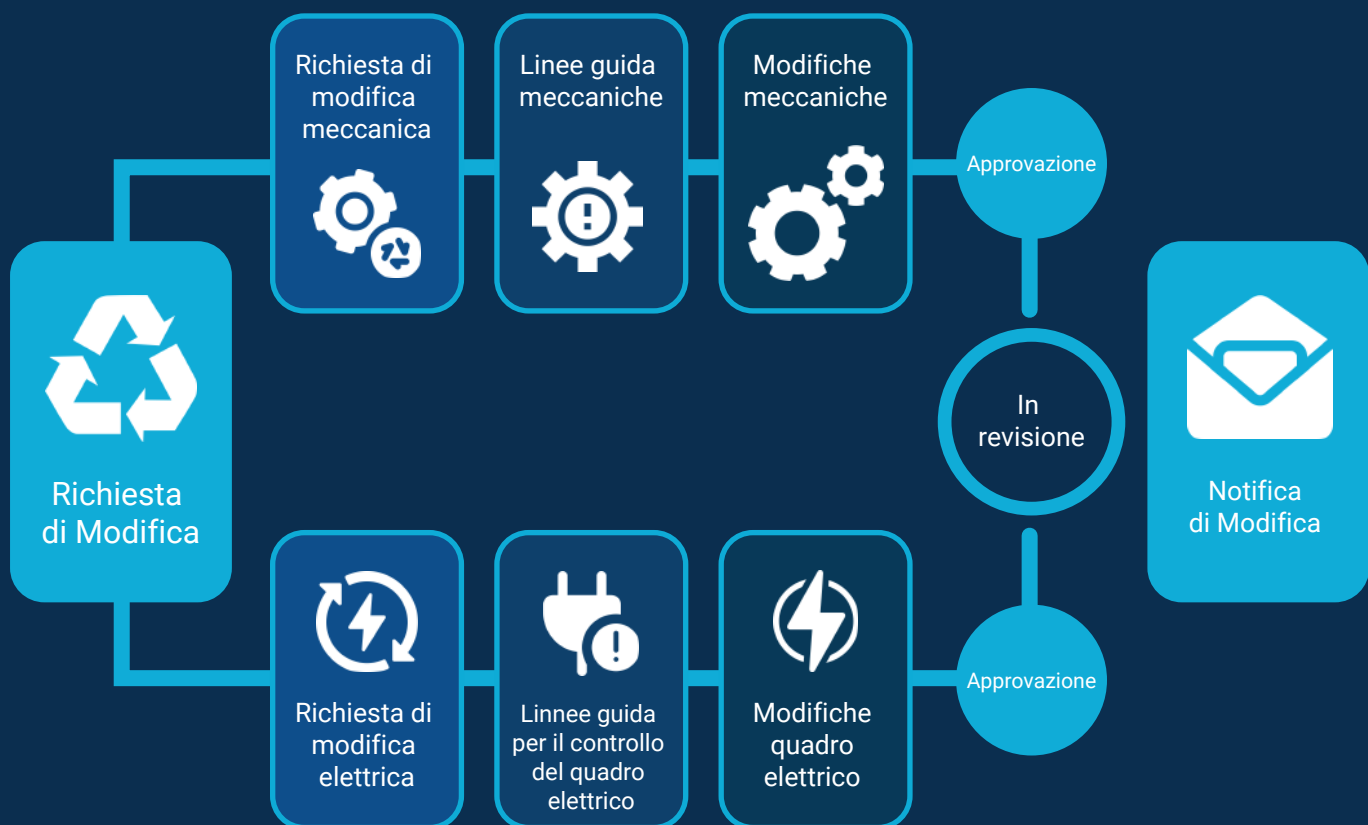 Richiesta di
modifica
meccanica
Linee guida
meccaniche
Modifiche
meccaniche
Approvazione
Richiesta
di Modifica
In
revisione
Notifica
di Modifica
Richiesta di
modifica
elettrica
Linnee guida
per il controllo
del quadro
elettrico
Modifiche
quadro
elettrico
Approvazione